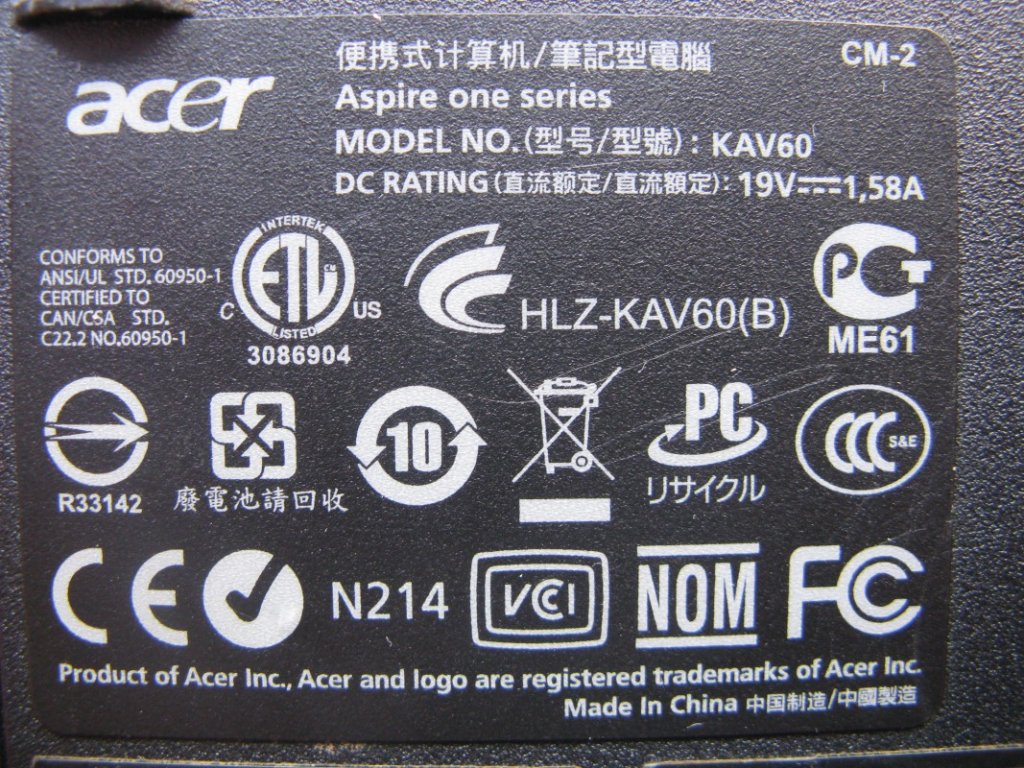 acer
便携式计算机/筆記型電腦
CM-2
Aspire one series
MODEL NO.(型号/型號): KAV60
DC RATING(直流额定/直流額定): 19V⎓1,58A
CONFORMS TO
ANSI/UL STD. 60950-1
CERTIFIED TO
CAN/CSA STD.
C22.2 NO.60950-1
INTERTEK
ETL CM
LISTED
C US
3086904
HLZ-KAV60(B)
PCT
ME61
R33142
廢電池請回收
10
PC
リサイクル
CCC S&E
CE
N214
VCCI
NOM
FC
Product of Acer Inc., Acer and logo are registered trademarks of Acer Inc.
Made In China 中国制造/中國製造